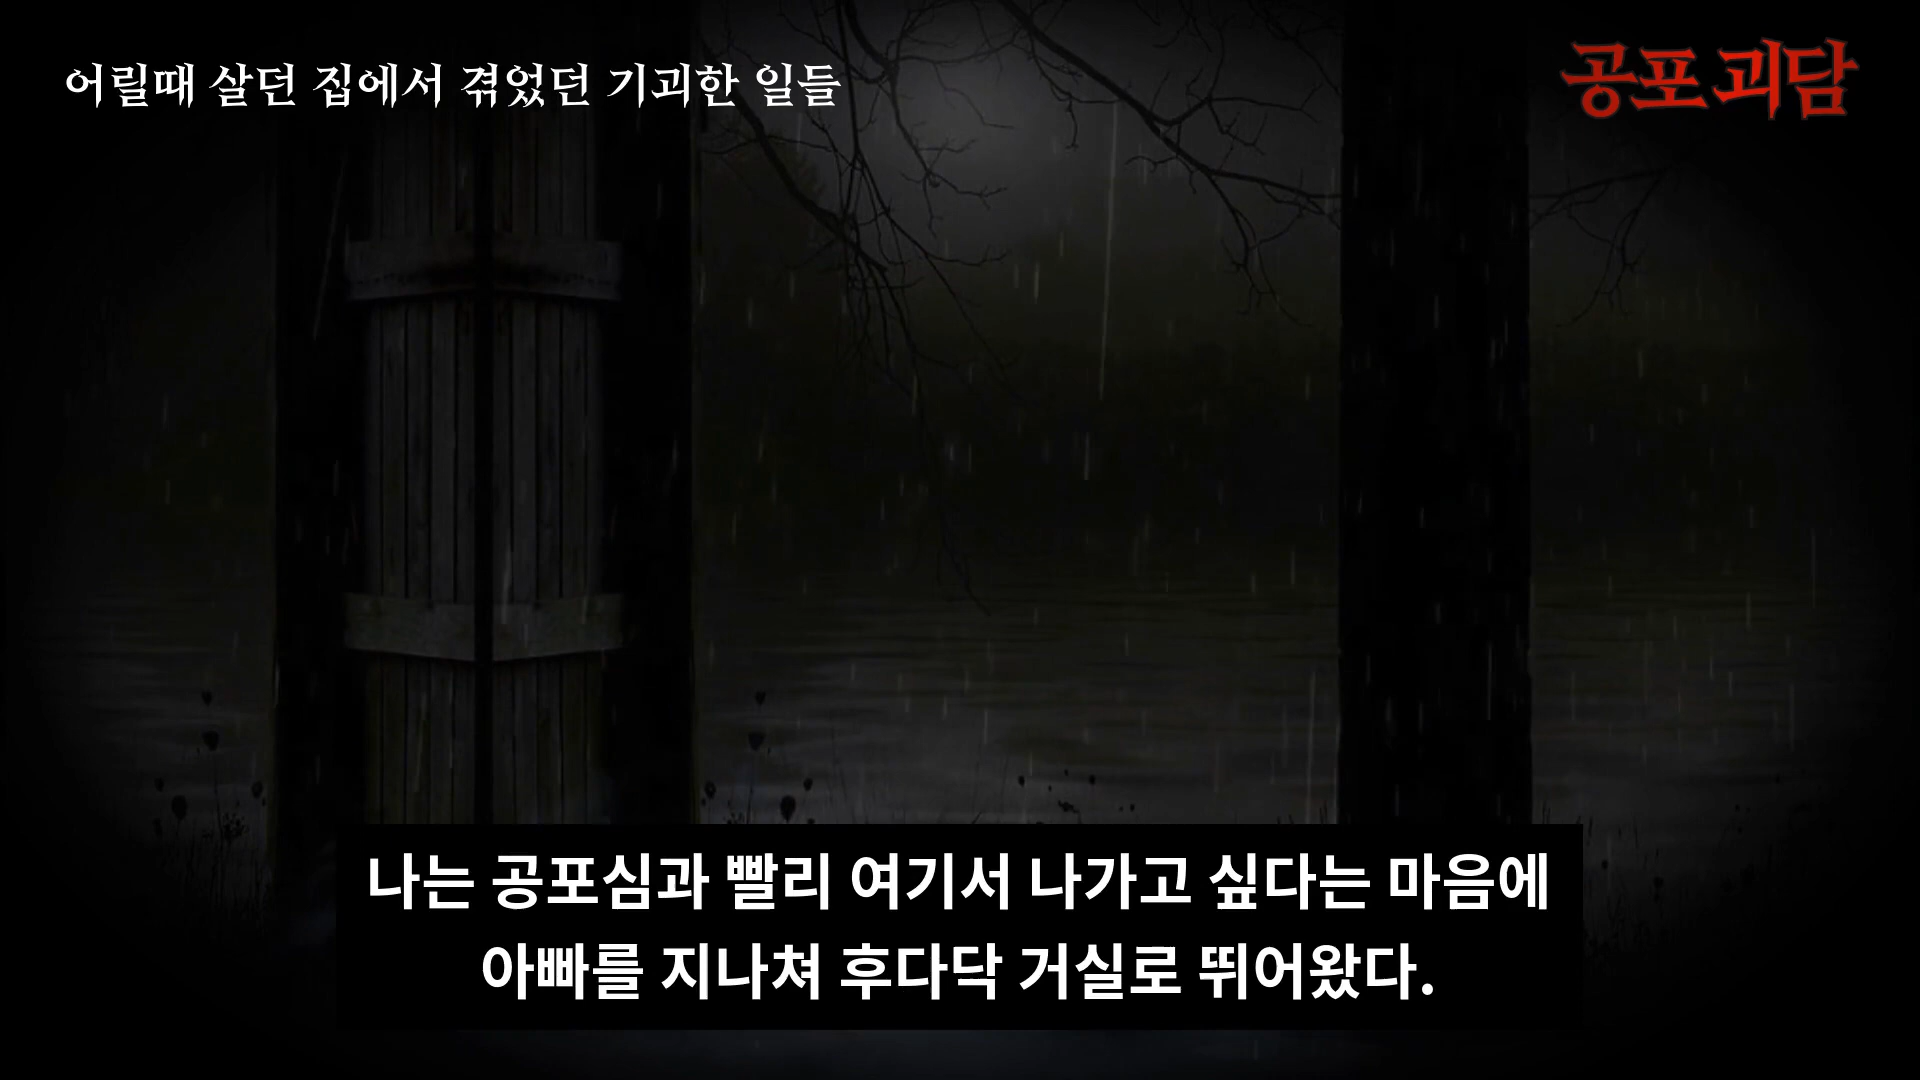 어릴때 살던 집에서 겪었던 기괴한 일들
공포 괴담
나는 공포심과 빨리 여기서 나가고 싶다는 마음에
아빠를 지나쳐 후다닥 거실로 뛰어왔다.